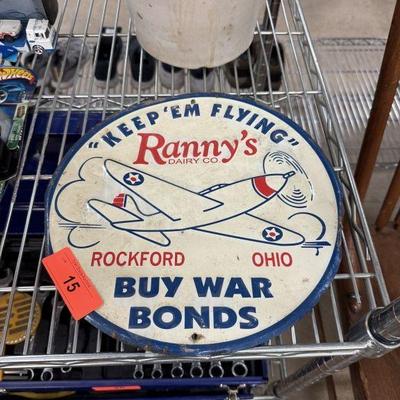 "KEEP 'EM FLYING"
Ranny's
DAIRY CO.
ROCKFORD OHIO
BUY WAR
BONDS
15